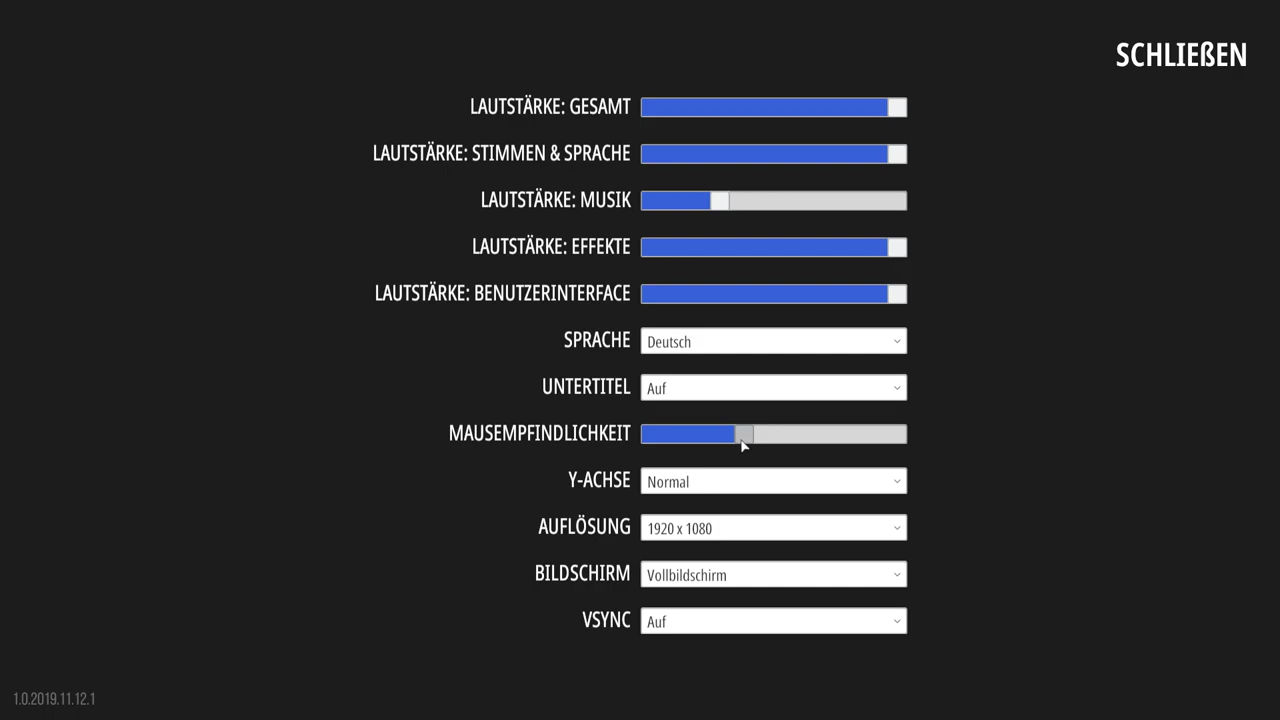 SCHLIEßEN
LAUTSTÄRKE: GESAMT
LAUTSTÄRKE: STIMMEN & SPRACHE
LAUTSTÄRKE: MUSIK
LAUTSTÄRKE: EFFEKTE
LAUTSTÄRKE: BENUTZERINTERFACE
SPRACHE Deutsch
UNTERTITEL Auf
MAUSEMPFINDLICHKEIT
Y-ACHSE Normal
AUFLÖSUNG 1920 x 1080
BILDSCHIRM Vollbildschirm
VSYNC Auf
1.0.2019.11.12.1